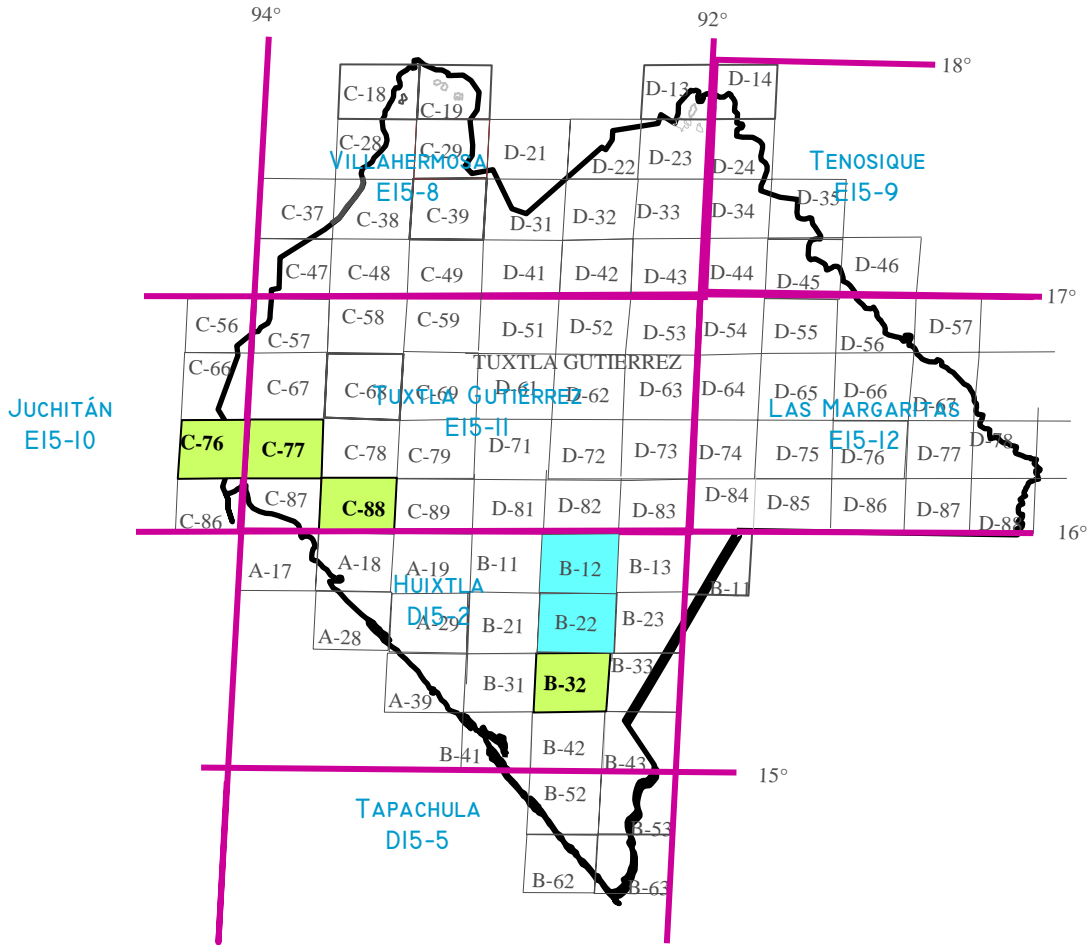 94°
92°
18°
C-18
C-19
D-13
D-14
C-28
C-29
D-21
D-22
D-23
D-24
VILLAHERMOSA
E15-8
TENOSIQUE
E15-9
C-37
C-38
C-39
D-31
D-32
D-33
D-34
D-35
C-47
C-48
C-49
D-41
D-42
D-43
D-44
D-45
D-46
17°
C-56
C-57
C-58
C-59
D-51
D-52
D-53
D-54
D-55
D-56
D-57
TUXTLA GUTIERREZ
C-66
C-67
C-68
C-69
D-61
D-62
D-63
D-64
D-65
D-66
D-67
JUCHITÁN
E15-10
TUXTLA GUTIÉRREZ
E15-11
LAS MARGARITAS
E15-12
C-76
C-77
C-78
C-79
D-71
D-72
D-73
D-74
D-75
D-76
D-77
D-78
C-86
C-87
C-88
C-89
D-81
D-82
D-83
D-84
D-85
D-86
D-87
D-88
16°
A-17
A-18
A-19
B-11
B-12
B-13
B-11
HUIXTLA
D15-2
A-28
A-29
B-21
B-22
B-23
A-39
B-31
B-32
B-33
B-41
B-42
B-43
15°
TAPACHULA
D15-5
B-52
B-53
B-62
B-63